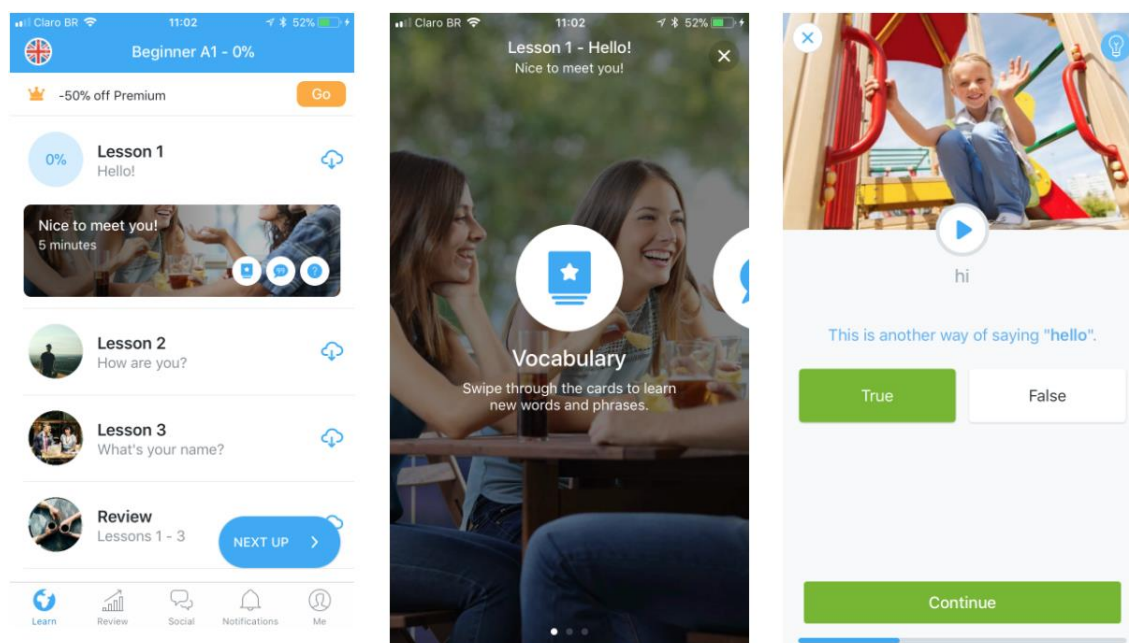 Claro BR 11:02 52%
Beginner A1 - 0%
-50% off Premium Go
0% Lesson 1
Hello!
Nice to meet you!
5 minutes
Lesson 2
How are you?
Lesson 3
What's your name?
Review
Lessons 1 - 3
NEXT UP
Learn Review Social Notifications Me
Claro BR 11:02 52%
Lesson 1 - Hello!
Nice to meet you!
Vocabulary
Swipe through the cards to learn
new words and phrases.
hi
This is another way of saying "hello".
True False
Continue